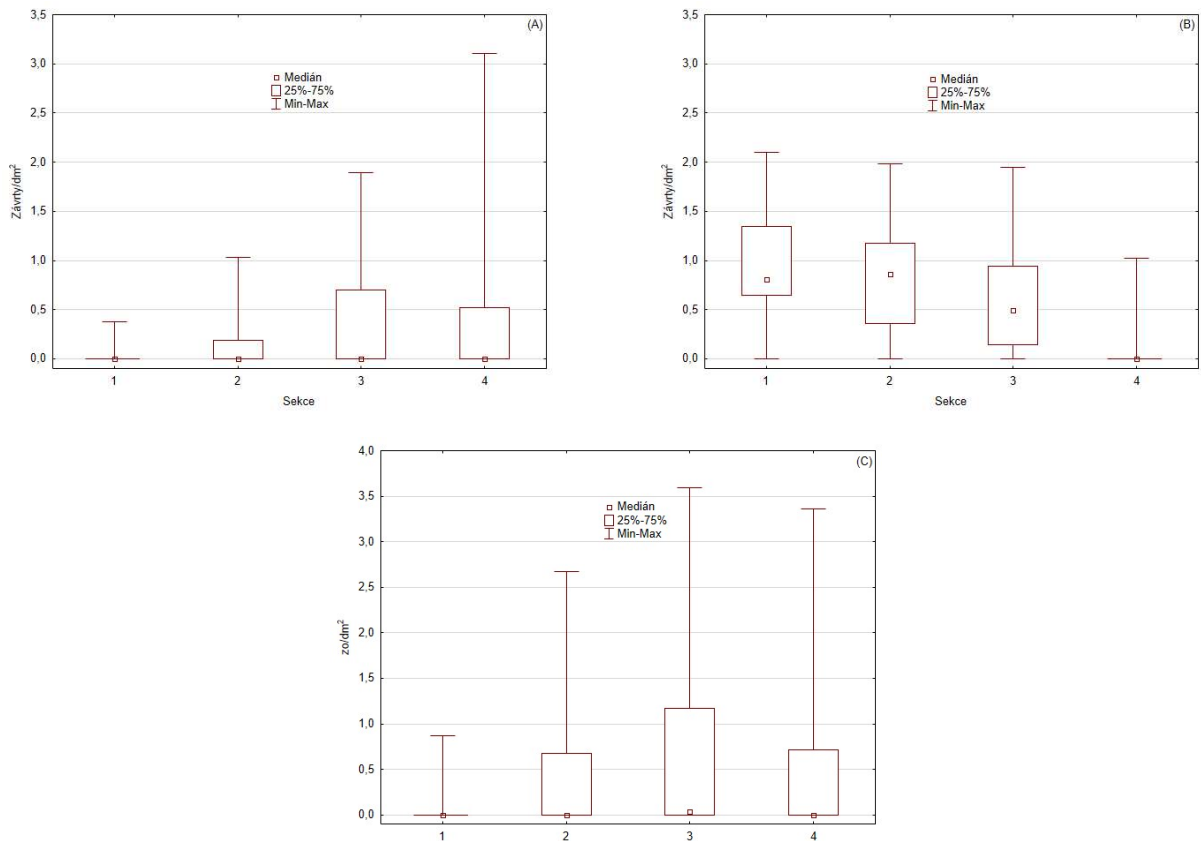 (A)
3,5
3,0
2,5
2,0
1,5
1,0
0,5
0,0
Závrty/dm²
Medián
25%-75%
Min-Max
1 2 3 4
Sekce
(B)
3,5
3,0
2,5
2,0
1,5
1,0
0,5
0,0
Závrty/dm²
Medián
25%-75%
Min-Max
1 2 3 4
Sekce
(C)
4,0
3,5
3,0
2,5
2,0
1,5
1,0
0,5
0,0
zo/dm²
Medián
25%-75%
Min-Max
1 2 3 4